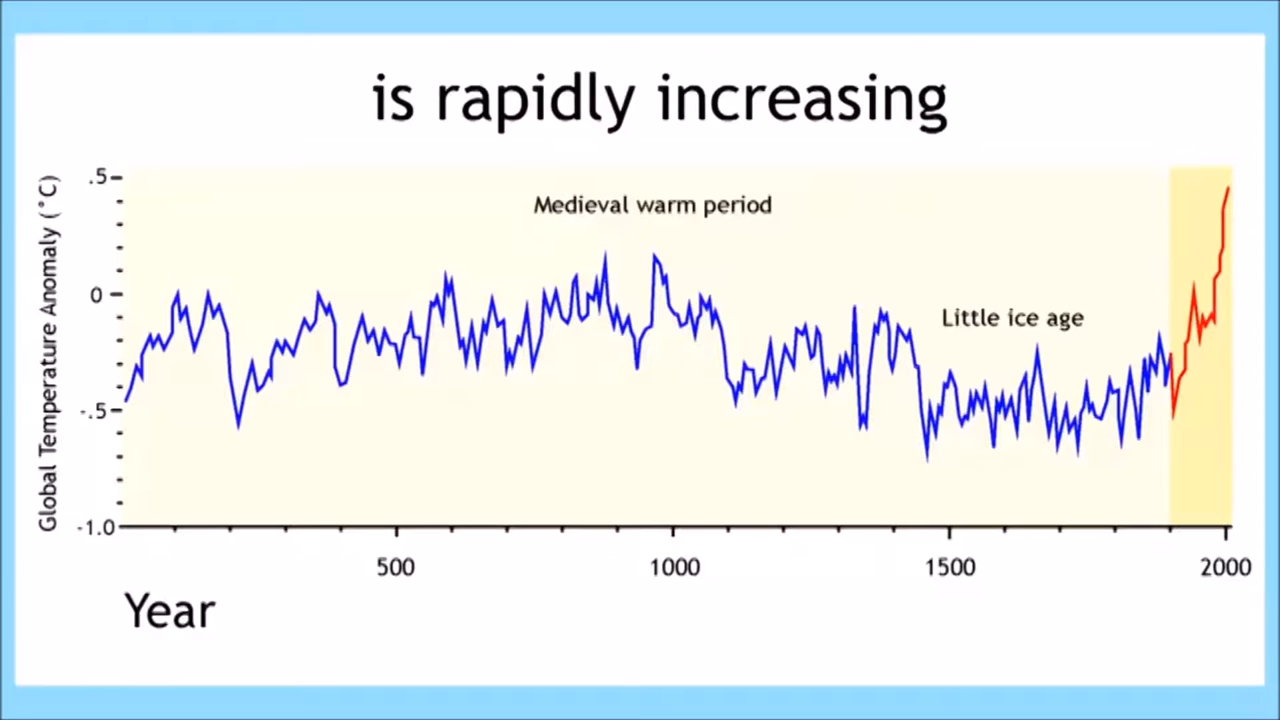 is rapidly increasing
Global Temperature Anomaly (°C)
.5
Medieval warm period
0
Little ice age
-.5
-1.0
500 1000 1500 2000
Year